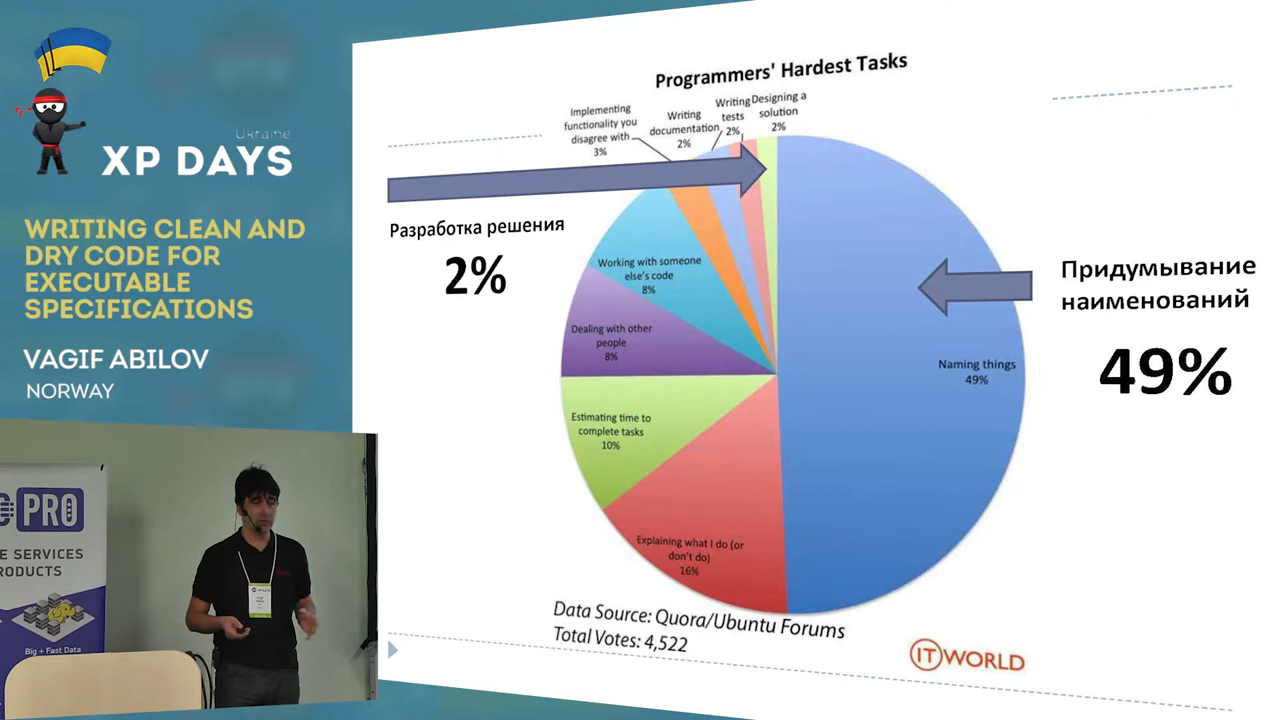 Ukraine
XP DAYS
WRITING CLEAN AND
DRY CODE FOR
EXECUTABLE
SPECIFICATIONS
VAGIF ABILOV
NORWAY
PRO
E SERVICES
RODUCTS
Big + Fast Data
Programmers' Hardest Tasks
Implementing
functionality you
disagree with
3%
Writing
documentation
2%
Writing
tests
2%
Designing a
solution
2%
Разработка решения
2%
Working with someone
else's code
8%
Dealing with other
people
8%
Estimating time to
complete tasks
10%
Explaining what I do (or
don't do)
16%
Naming things
49%
Придумывание
наименований
49%
Data Source: Quora/Ubuntu Forums
Total Votes: 4,522
ITWORLD